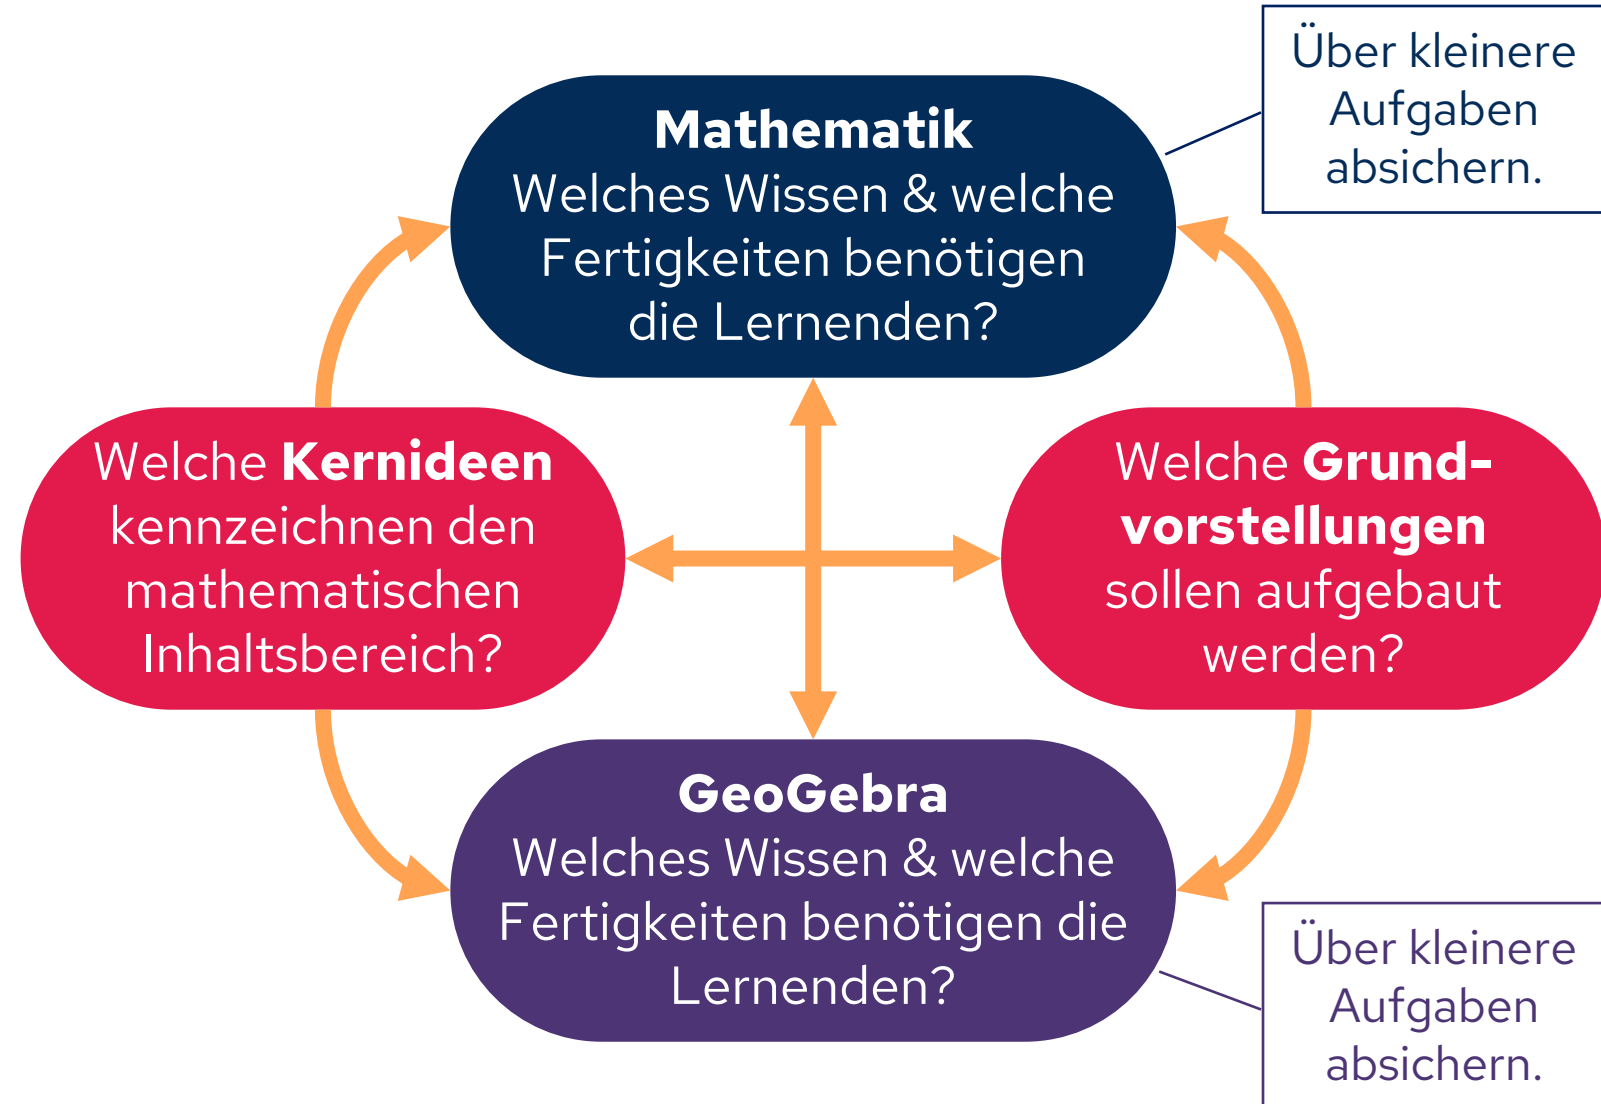 Über kleinere
Aufgaben
absichern.
Mathematik
Welches Wissen & welche
Fertigkeiten benötigen
die Lernenden?
Welche Kernideen
kennzeichnen den
mathematischen
Inhaltsbereich?
Welche Grund-
vorstellungen
sollen aufgebaut
werden?
GeoGebra
Welches Wissen & welche
Fertigkeiten benötigen die
Lernenden?
Über kleinere
Aufgaben
absichern.